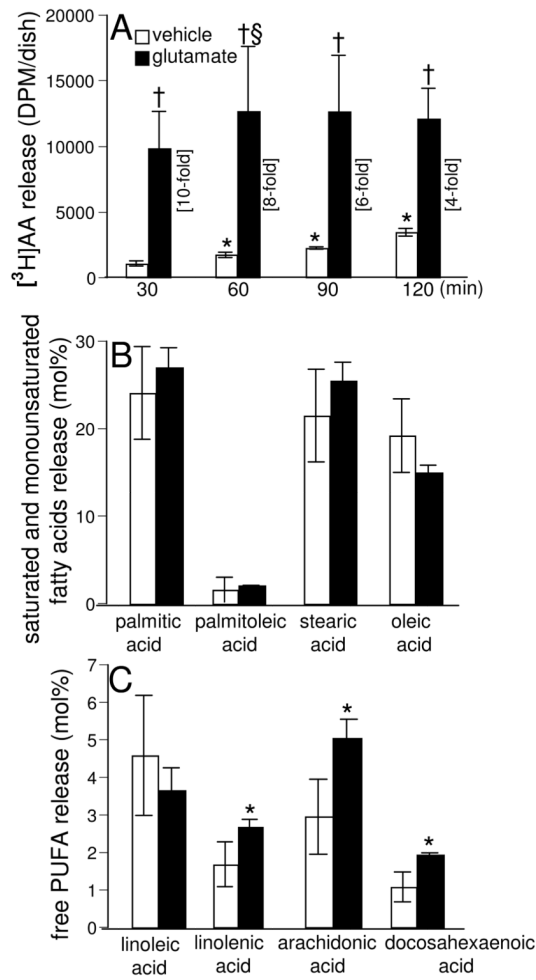 A
vehicle
glutamate
[³H]AA release (DPM/dish)
20000
15000
10000
5000
0
†
†§
†
†
*
*
*
[10-fold]
[8-fold]
[6-fold]
[4-fold]
30 60 90 120 (min)
B
saturated and monounsaturated
fatty acids release (mol%)
30
20
10
0
palmitic
acid
palmitoleic
acid
stearic
acid
oleic
acid
C
free PUFA release (mol%)
7
6
5
4
3
2
1
0
*
*
*
linoleic
acid
linolenic
acid
arachidonic
acid
docosahexaenoic
acid